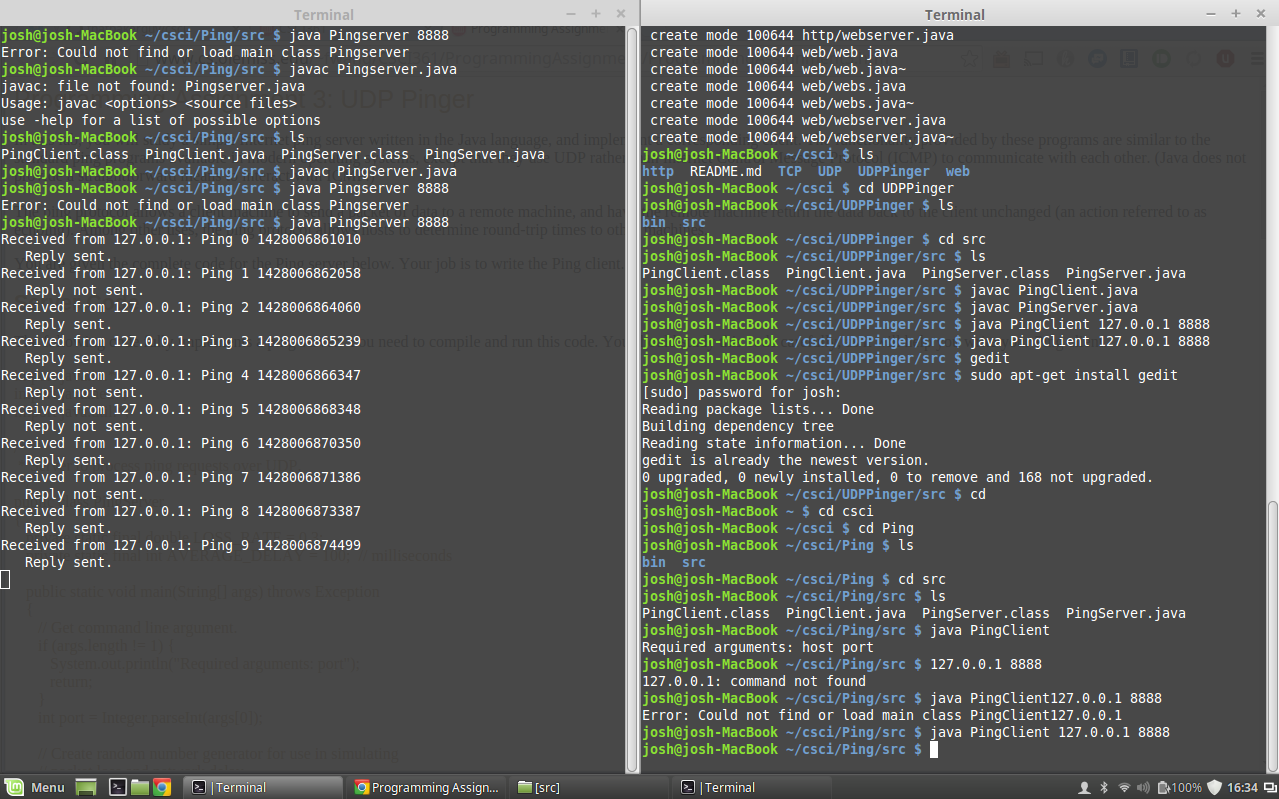 Terminal
josh@josh-MacBook ~/csci/Ping/src $ java Pingserver 8888
Error: Could not find or load main class Pingserver
josh@josh-MacBook ~/csci/Ping/src $ javac Pingserver.java
javac: file not found: Pingserver.java
Usage: javac <options> <source files>
use -help for a list of possible options
josh@josh-MacBook ~/csci/Ping/src $ ls
PingClient.class  PingClient.java  PingServer.class  PingServer.java
josh@josh-MacBook ~/csci/Ping/src $ javac PingServer.java
josh@josh-MacBook ~/csci/Ping/src $ java Pingserver 8888
Error: Could not find or load main class Pingserver
josh@josh-MacBook ~/csci/Ping/src $ java PingServer 8888
Received from 127.0.0.1: Ping 0 1428006861010
   Reply sent.
Received from 127.0.0.1: Ping 1 1428006862058
   Reply not sent.
Received from 127.0.0.1: Ping 2 1428006864060
   Reply sent.
Received from 127.0.0.1: Ping 3 1428006865239
   Reply sent.
Received from 127.0.0.1: Ping 4 1428006866347
   Reply not sent.
Received from 127.0.0.1: Ping 5 1428006868348
   Reply not sent.
Received from 127.0.0.1: Ping 6 1428006870350
   Reply sent.
Received from 127.0.0.1: Ping 7 1428006871386
   Reply not sent.
Received from 127.0.0.1: Ping 8 1428006873387
   Reply sent.
Received from 127.0.0.1: Ping 9 1428006874499
   Reply sent.
Terminal
 create mode 100644 http/webserver.java
 create mode 100644 web/web.java
 create mode 100644 web/web.java~
 create mode 100644 web/webs.java
 create mode 100644 web/webs.java~
 create mode 100644 web/webserver.java
 create mode 100644 web/webserver.java~
josh@josh-MacBook ~/csci $ ls
http  README.md  TCP  UDP  UDPPinger  web
josh@josh-MacBook ~/csci $ cd UDPPinger
josh@josh-MacBook ~/csci/UDPPinger $ ls
bin  src
josh@josh-MacBook ~/csci/UDPPinger $ cd src
josh@josh-MacBook ~/csci/UDPPinger/src $ ls
PingClient.class  PingClient.java  PingServer.class  PingServer.java
josh@josh-MacBook ~/csci/UDPPinger/src $ javac PingClient.java
josh@josh-MacBook ~/csci/UDPPinger/src $ javac PingServer.java
josh@josh-MacBook ~/csci/UDPPinger/src $ java PingClient 127.0.0.1 8888
josh@josh-MacBook ~/csci/UDPPinger/src $ java PingClient 127.0.0.1 8888
josh@josh-MacBook ~/csci/UDPPinger/src $ gedit
josh@josh-MacBook ~/csci/UDPPinger/src $ sudo apt-get install gedit
[sudo] password for josh:
Reading package lists... Done
Building dependency tree
Reading state information... Done
gedit is already the newest version.
0 upgraded, 0 newly installed, 0 to remove and 168 not upgraded.
josh@josh-MacBook ~/csci/UDPPinger/src $ cd
josh@josh-MacBook ~ $ cd csci
josh@josh-MacBook ~/csci $ cd Ping
josh@josh-MacBook ~/csci/Ping $ ls
bin  src
josh@josh-MacBook ~/csci/Ping $ cd src
josh@josh-MacBook ~/csci/Ping/src $ ls
PingClient.class  PingClient.java  PingServer.class  PingServer.java
josh@josh-MacBook ~/csci/Ping/src $ java PingClient
Required arguments: host port
josh@josh-MacBook ~/csci/Ping/src $ 127.0.0.1 8888
127.0.0.1: command not found
josh@josh-MacBook ~/csci/Ping/src $ java PingClient127.0.0.1 8888
Error: Could not find or load main class PingClient127.0.0.1
josh@josh-MacBook ~/csci/Ping/src $ java PingClient 127.0.0.1 8888
josh@josh-MacBook ~/csci/Ping/src $
Menu |Terminal Programming Assign... [src] |Terminal 100% 16:34